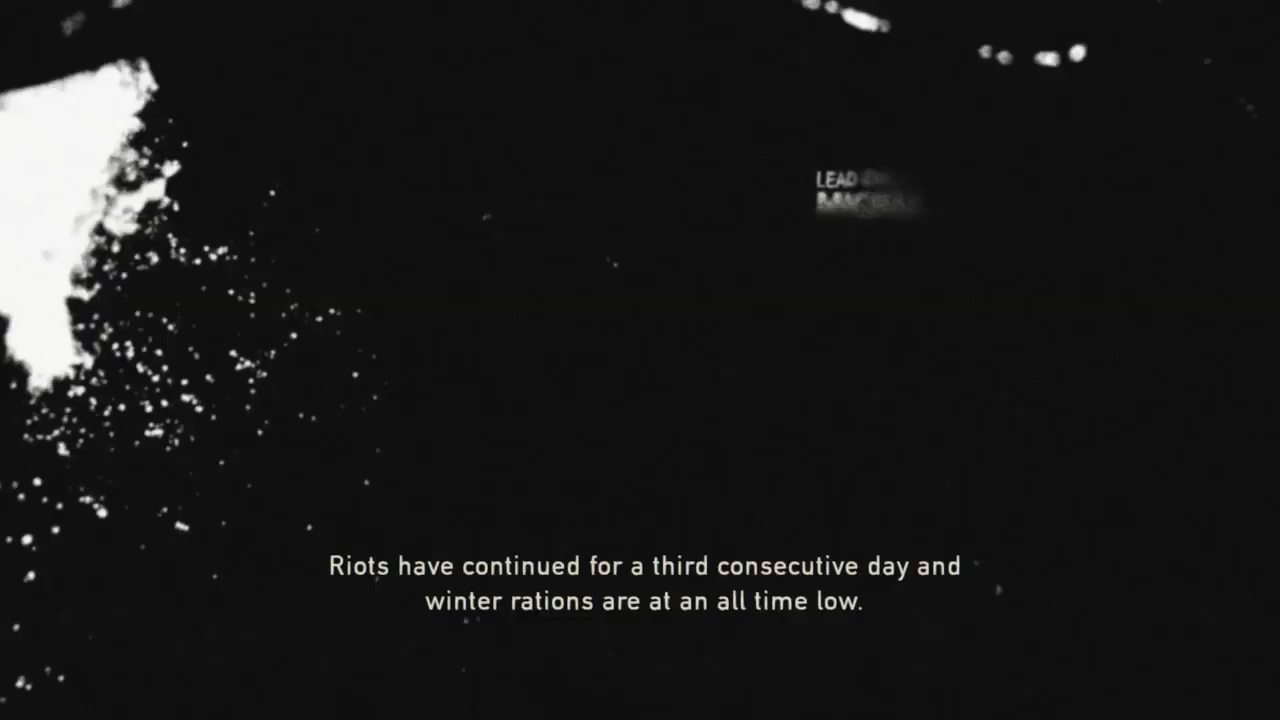 LEAD
Riots have continued for a third consecutive day and
winter rations are at an all time low.